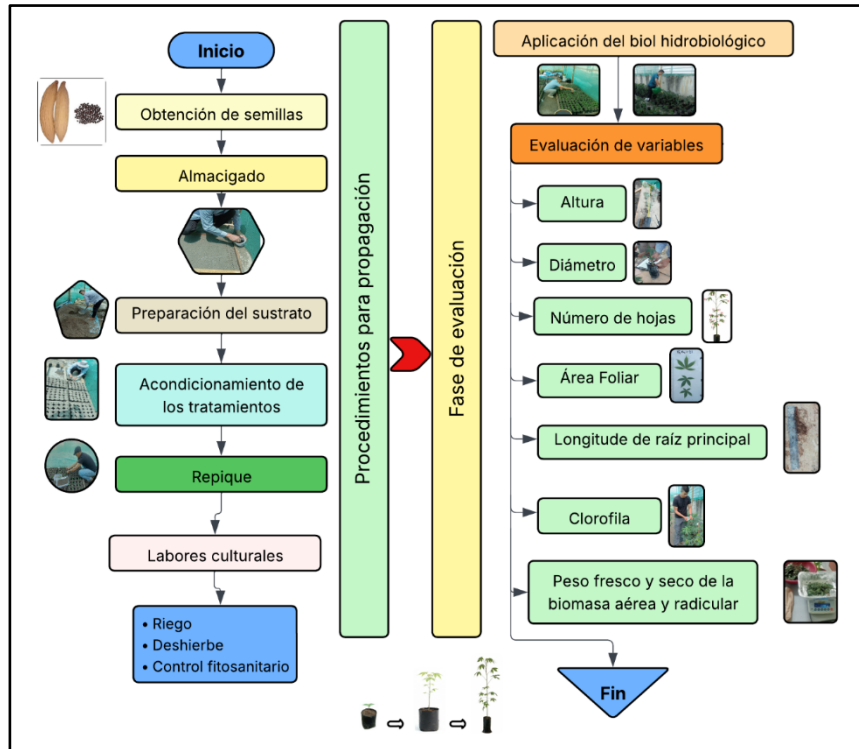 Inicio
Obtención de semillas
Almacigado
Preparación del sustrato
Acondicionamiento de
los tratamientos
Repique
Labores culturales
• Riego
• Deshierbe
• Control fitosanitario
Procedimientos para propagación
Fase de evaluación
Aplicación del biol hidrobiológico
Evaluación de variables
Altura
Diámetro
Número de hojas
Área Foliar
Longitude de raíz principal
Clorofila
Peso fresco y seco de la
biomasa aérea y radicular
Fin